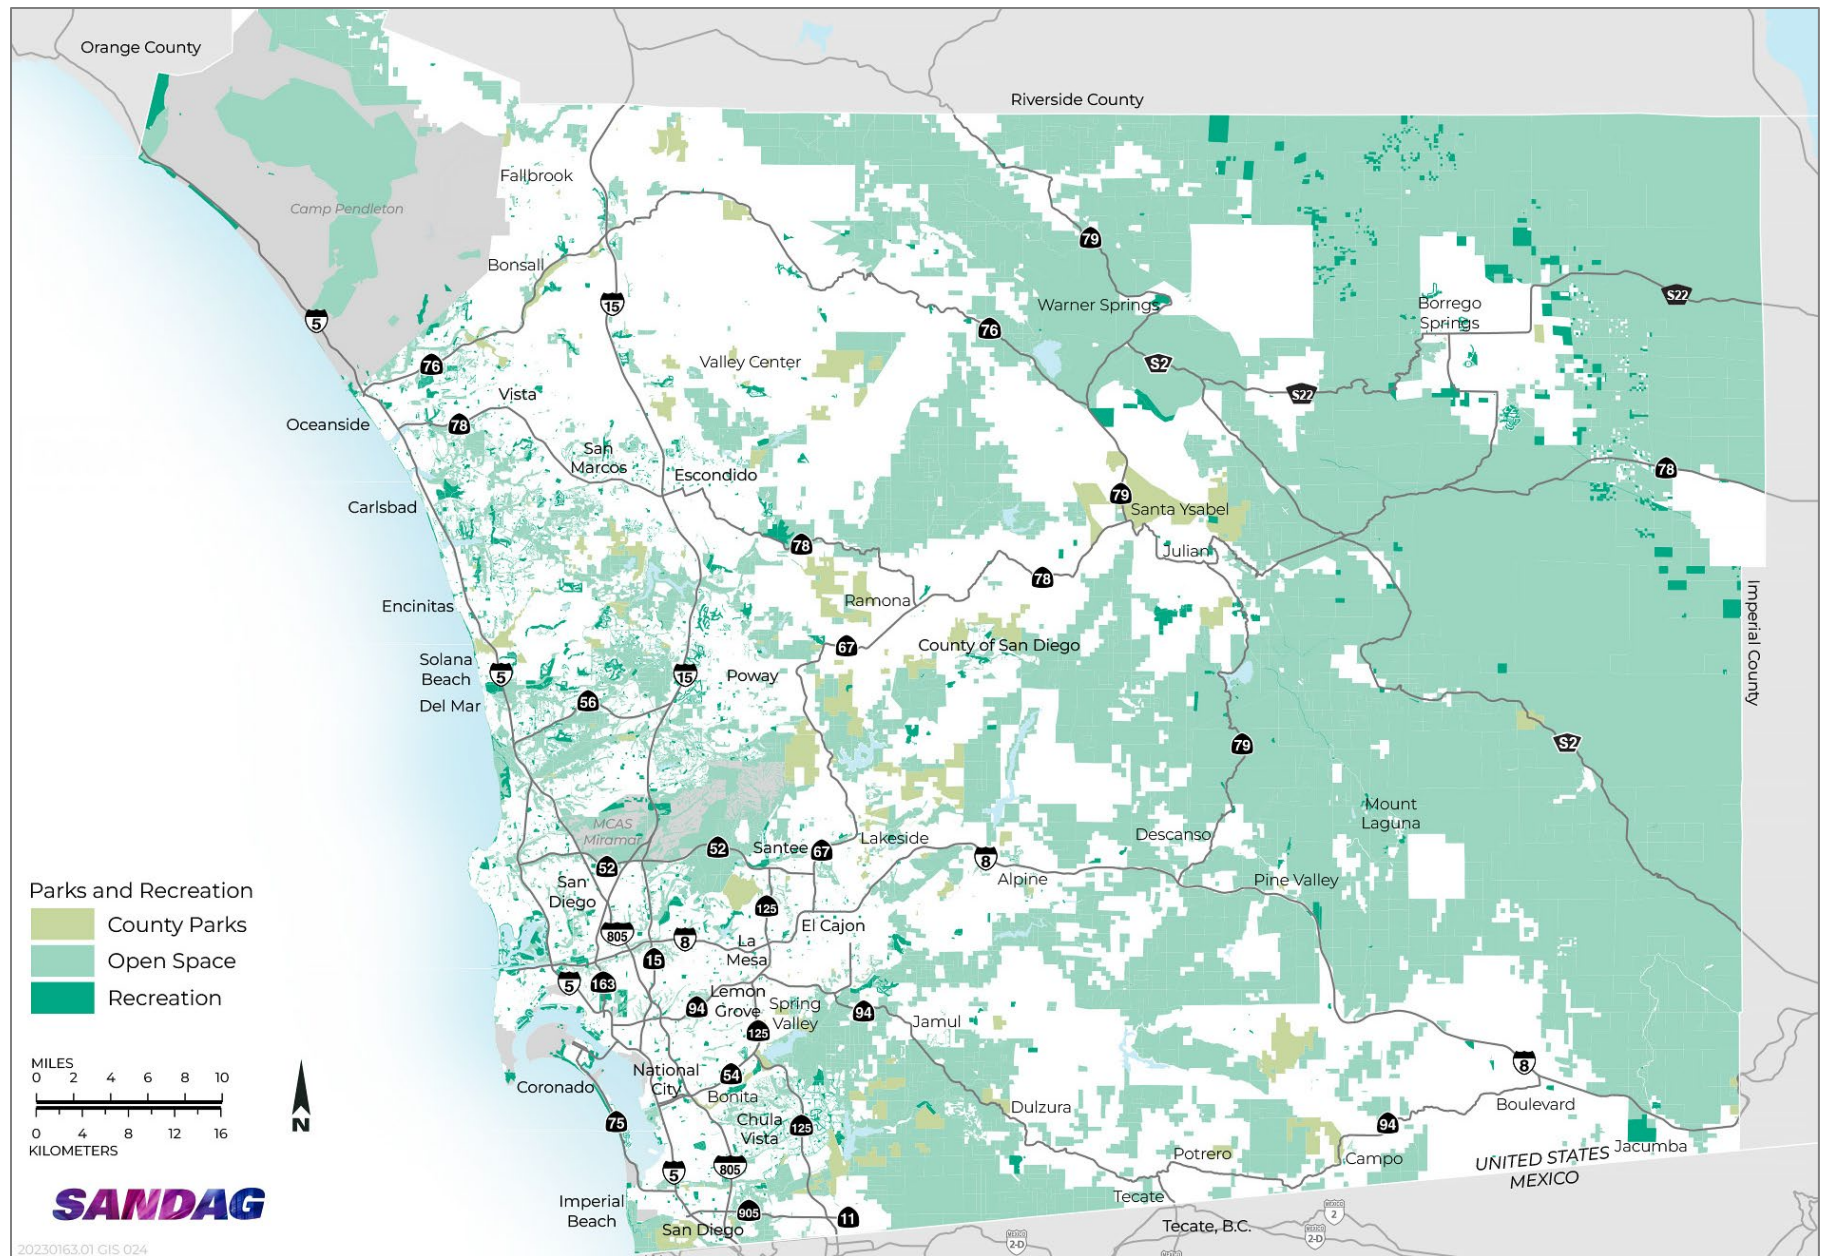 Orange County
Riverside County
Fallbrook
Camp Pendleton
79
Bonsall
15
S22
Warner Springs
Borrego
Springs
5
76
76
Valley Center
S2
S22
Vista
Oceanside
78
San
Marcos
Escondido
78
79
Santa Ysabel
Carlsbad
78
Julian
78
Ramona
Encinitas
67
County of San Diego
Imperial County
Solana
Beach
5
15
Poway
Del Mar
56
79
S2
Mount
Laguna
MCAS
Miramar
Descanso
52
Santee
67
Lakeside
52
8
Alpine
Pine Valley
San
Diego
125
El Cajon
805
8
La
Mesa
15
5
163
Lemon
Grove
94
Spring
Valley
94
Jamul
125
8
National
City
54
Coronado
Bonita
Dulzura
Boulevard
75
Chula
Vista
125
94
Jacumba
5
805
Potrero
Campo
UNITED STATES
MEXICO
Imperial
Beach
Tecate
905
11
San Diego
Tecate, B.C.
MEXICO
2
MEXICO
2-D
MEXICO
2-D
Parks and Recreation
County Parks
Open Space
Recreation
MILES
0 2 4 6 8 10
0 4 8 12 16
KILOMETERS
N
SANDAG
20230163.01 GIS 024